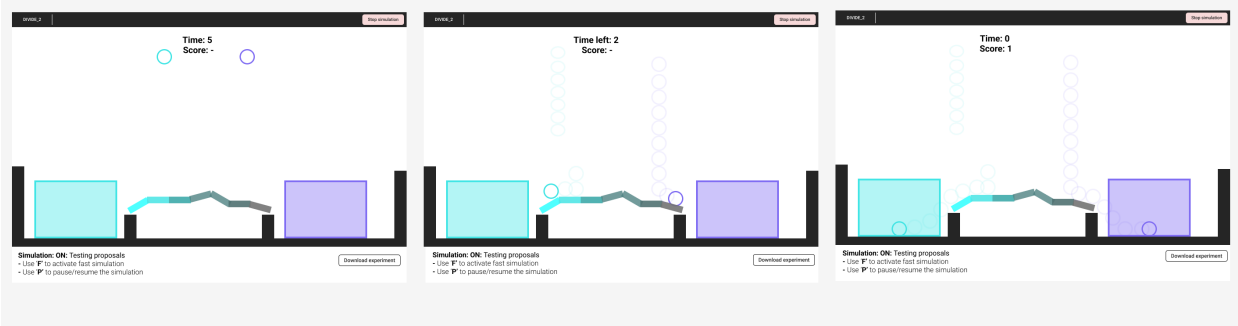 DIVIDE_2
Stop simulation
Time: 5
Score: -
Simulation: ON: Testing proposals
- Use 'F' to activate fast simulation
- Use 'P' to pause/resume the simulation
Download experiment
DIVIDE_2
Stop simulation
Time left: 2
Score: -
Simulation: ON: Testing proposals
- Use 'F' to activate fast simulation
- Use 'P' to pause/resume the simulation
Download experiment
DIVIDE_2
Stop simulation
Time: 0
Score: 1
Simulation: ON: Testing proposals
- Use 'F' to activate fast simulation
- Use 'P' to pause/resume the simulation
Download experiment